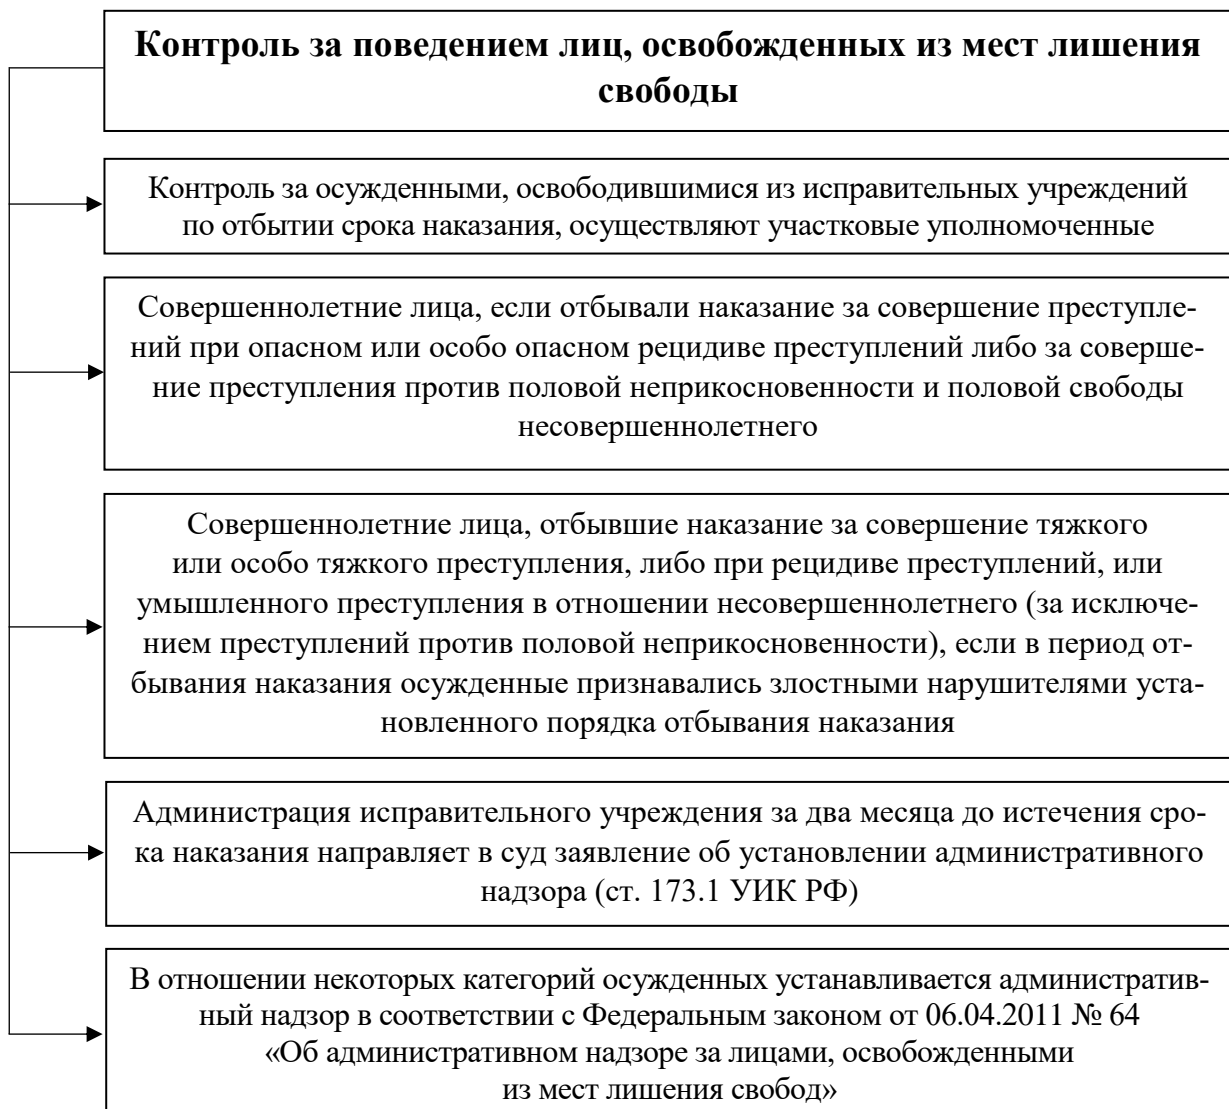 Контроль за поведением лиц, освобожденных из мест лишения
свободы
Контроль за осужденными, освободившимися из исправительных учреждений
по отбытии срока наказания, осуществляют участковые уполномоченные
Совершеннолетние лица, если отбывали наказание за совершение преступле-
ний при опасном или особо опасном рецидиве преступлений либо за соверше-
ние преступления против половой неприкосновенности и половой свободы
несовершеннолетнего
Совершеннолетние лица, отбывшие наказание за совершение тяжкого
или особо тяжкого преступления, либо при рецидиве преступлений, или
умышленного преступления в отношении несовершеннолетнего (за исключе-
нием преступлений против половой неприкосновенности), если в период от-
бывания наказания осужденные признавались злостными нарушителями уста-
новленного порядка отбывания наказания
Администрация исправительного учреждения за два месяца до истечения сро-
ка наказания направляет в суд заявление об установлении административного
надзора (ст. 173.1 УИК РФ)
В отношении некоторых категорий осужденных устанавливается административ-
ный надзор в соответствии с Федеральным законом от 06.04.2011 № 64
«Об административном надзоре за лицами, освобожденными
из мест лишения свобод»